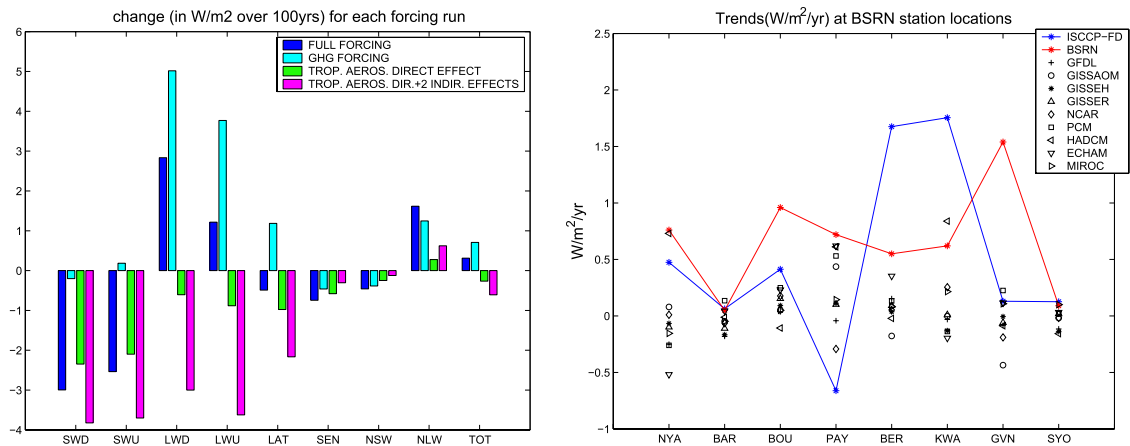 change (in W/m2 over 100yrs) for each forcing run
6
5
4
3
2
1
0
−1
−2
−3
−4
FULL FORCING
GHG FORCING
TROP. AEROS. DIRECT EFFECT
TROP. AEROS. DIR.+2 INDIR. EFFECTS
SWD SWU LWD LWU LAT SEN NSW NLW TOT
Trends(W/m²/yr) at BSRN station locations
W/m²/yr
2.5
2
1.5
1
0.5
0
−0.5
−1
ISCCP−FD
BSRN
GFDL
GISSAOM
GISSEH
GISSER
NCAR
PCM
HADCM
ECHAM
MIROC
NYA BAR BOU PAY BER KWA GVN SYO